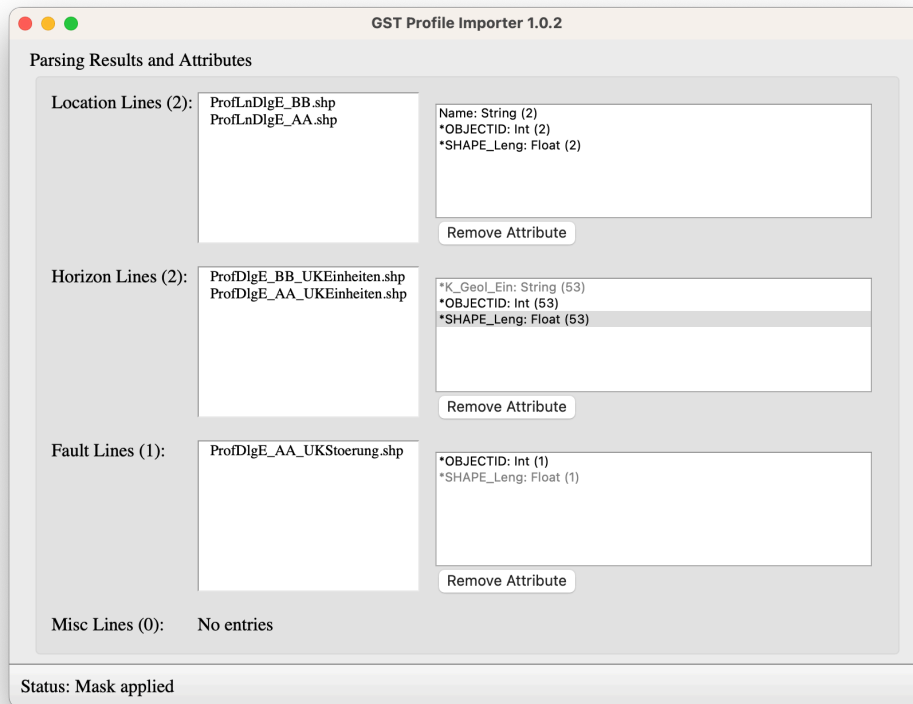 GST Profile Importer 1.0.2
Parsing Results and Attributes
Location Lines (2):
ProfLnDlgE_BB.shp
ProfLnDlgE_AA.shp
Name: String (2)
*OBJECTID: Int (2)
*SHAPE_Leng: Float (2)
Remove Attribute
Horizon Lines (2):
ProfDlgE_BB_UKEinheiten.shp
ProfDlgE_AA_UKEinheiten.shp
*K_Geol_Ein: String (53)
*OBJECTID: Int (53)
*SHAPE_Leng: Float (53)
Remove Attribute
Fault Lines (1):
ProfDlgE_AA_UKStoerung.shp
*OBJECTID: Int (1)
*SHAPE_Leng: Float (1)
Remove Attribute
Misc Lines (0):
No entries
Status: Mask applied